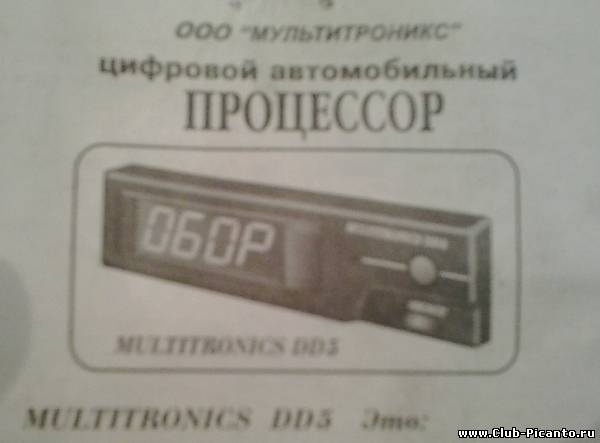 ООО "МУЛЬТИТРОНИКС"
цифровой автомобильный
ПРОЦЕССОР
ОБОР
MULTITRONICS DD5
MULTITRONICS DD5 Это:
www.Club-Picanto.ru